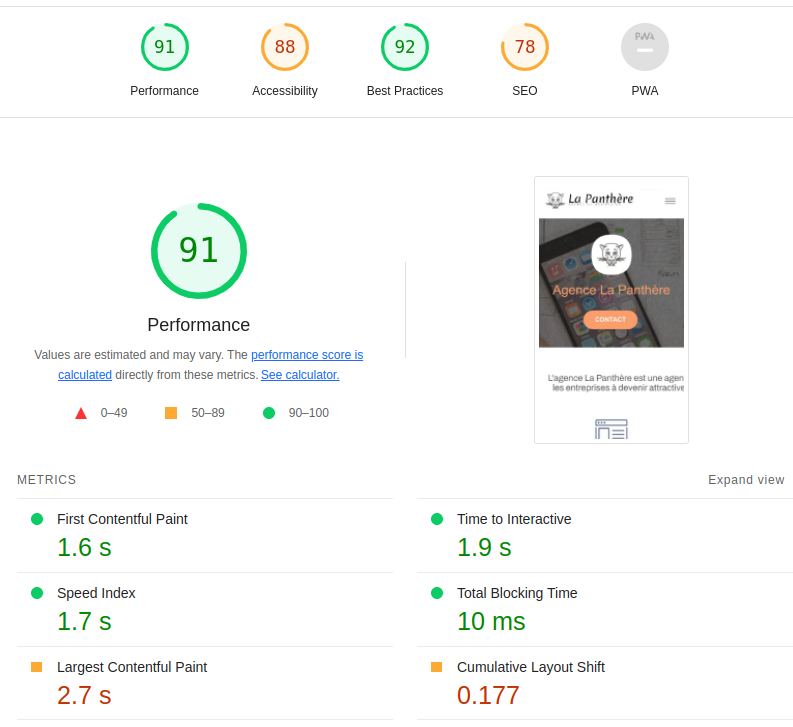 91
88
92
78
PWA
Performance
Accessibility
Best Practices
SEO
PWA
91
Performance
Values are estimated and may vary. The performance score is
calculated directly from these metrics. See calculator.
0–49
50–89
90–100
La Panthère
Agence La Panthère
CONTACT
L'agence La Panthère est une agen
les entreprises à devenir attractive
METRICS
Expand view
First Contentful Paint
1.6 s
Time to Interactive
1.9 s
Speed Index
1.7 s
Total Blocking Time
10 ms
Largest Contentful Paint
2.7 s
Cumulative Layout Shift
0.177